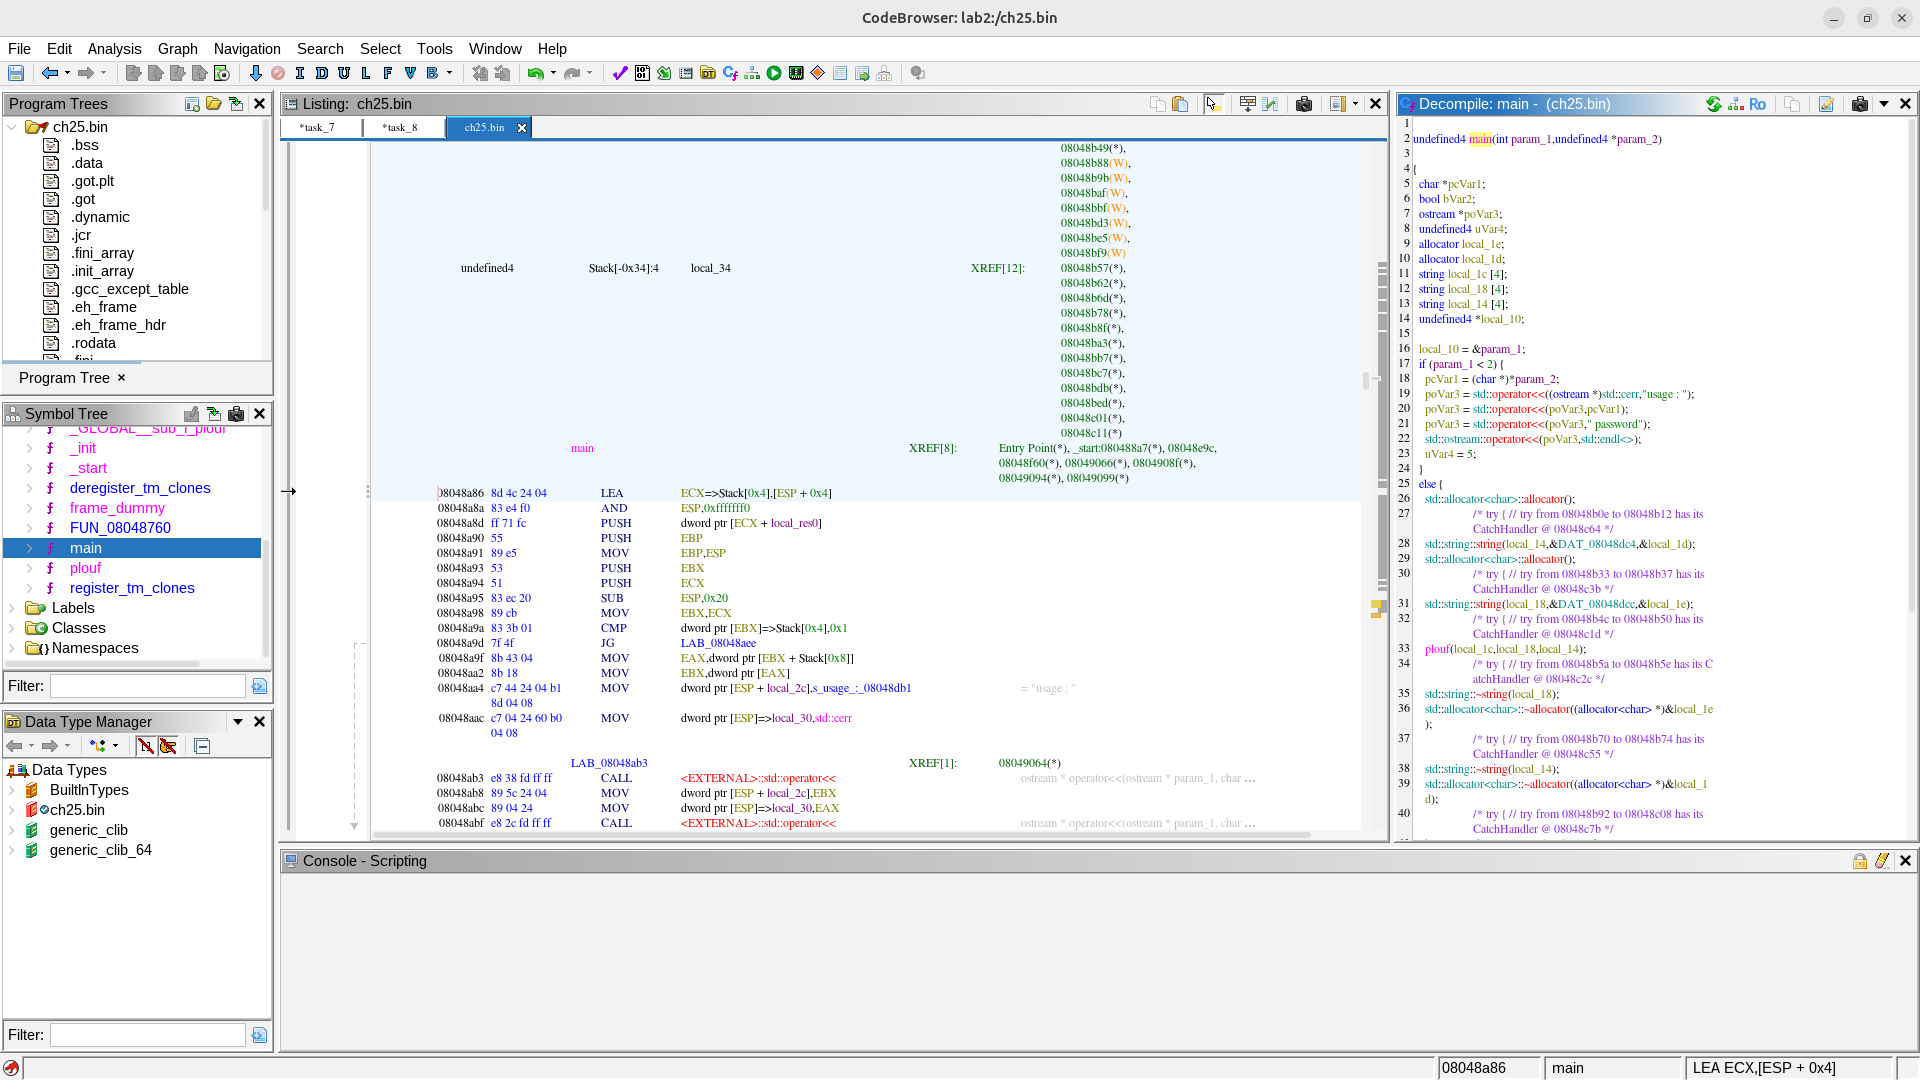 CodeBrowser: lab2:/ch25.bin
File Edit Analysis Graph Navigation Search Select Tools Window Help
I D U L F V B
Program Trees
ch25.bin
.bss
.data
.got.plt
.got
.dynamic
.jcr
.fini_array
.init_array
.gcc_except_table
.eh_frame
.eh_frame_hdr
.rodata
Program Tree ×
Symbol Tree
_GLOBAL__sub_I_plouf
_init
_start
deregister_tm_clones
frame_dummy
FUN_08048760
main
plouf
register_tm_clones
Labels
Classes
Namespaces
Filter:
Data Type Manager
Data Types
BuiltInTypes
ch25.bin
generic_clib
generic_clib_64
Filter:
Listing: ch25.bin
*task_7 *task_8 ch25.bin
08048b49(*),
08048b88(W),
08048b9b(W),
08048baf(W),
08048bbf(W),
08048bd3(W),
08048be5(W),
08048bf9(W)
undefined4 Stack[-0x34]:4 local_34 XREF[12]: 08048b57(*),
08048b62(*),
08048b6d(*),
08048b78(*),
08048b8f(*),
08048ba3(*),
08048bb7(*),
08048bc7(*),
08048bdb(*),
08048bed(*),
08048c01(*),
08048c11(*)
main XREF[8]: Entry Point(*), _start:080488a7(*), 08048e9c,
08048f60(*), 08049066(*), 0804908f(*),
08049094(*), 08049099(*)
08048a86 8d 4c 24 04 LEA ECX=>Stack[0x4],[ESP + 0x4]
08048a8a 83 e4 f0 AND ESP,0xfffffff0
08048a8d ff 71 fc PUSH dword ptr [ECX + local_res0]
08048a90 55 PUSH EBP
08048a91 89 e5 MOV EBP,ESP
08048a93 53 PUSH EBX
08048a94 51 PUSH ECX
08048a95 83 ec 20 SUB ESP,0x20
08048a98 89 cb MOV EBX,ECX
08048a9a 83 3b 01 CMP dword ptr [EBX]=>Stack[0x4],0x1
08048a9d 7f 4f JG LAB_08048aee
08048a9f 8b 43 04 MOV EAX,dword ptr [EBX + Stack[0x8]]
08048aa2 8b 18 MOV EBX,dword ptr [EAX]
08048aa4 c7 44 24 04 b1 MOV dword ptr [ESP + local_2c],s_usage_:_08048db1 = "usage : "
8d 04 08
08048aac c7 04 24 60 b0 MOV dword ptr [ESP]=>local_30,std::cerr
04 08
LAB_08048ab3 XREF[1]: 08049064(*)
08048ab3 e8 38 fd ff ff CALL <EXTERNAL>::std::operator<< ostream * operator<<(ostream * param_1, char ...
08048ab8 89 5c 24 04 MOV dword ptr [ESP + local_2c],EBX
08048abc 89 04 24 MOV dword ptr [ESP]=>local_30,EAX
08048abf e8 2c fd ff ff CALL <EXTERNAL>::std::operator<< ostream * operator<<(ostream * param_1, char ...
Decompile: main - (ch25.bin)
Ro
1
2 undefined4 main(int param_1,undefined4 *param_2)
3
4 {
5 char *pcVar1;
6 bool bVar2;
7 ostream *poVar3;
8 undefined4 uVar4;
9 allocator local_1e;
10 allocator local_1d;
11 string local_1c [4];
12 string local_18 [4];
13 string local_14 [4];
14 undefined4 *local_10;
15
16 local_10 = &param_1;
17 if (param_1 < 2) {
18 pcVar1 = (char *)*param_2;
19 poVar3 = std::operator<<((ostream *)std::cerr,"usage : ");
20 poVar3 = std::operator<<(poVar3,pcVar1);
21 poVar3 = std::operator<<(poVar3," password");
22 std::ostream::operator<<(poVar3,std::endl<>);
23 uVar4 = 5;
24 }
25 else {
26 std::allocator<char>::allocator();
27 /* try { // try from 08048b0e to 08048b12 has its
CatchHandler @ 08048c64 */
28 std::string::string(local_14,&DAT_08048dc4,&local_1d);
29 std::allocator<char>::allocator();
30 /* try { // try from 08048b33 to 08048b37 has its
CatchHandler @ 08048c3b */
31 std::string::string(local_18,&DAT_08048dcc,&local_1e);
32 /* try { // try from 08048b4c to 08048b50 has its
CatchHandler @ 08048c1d */
33 plouf(local_1c,local_18,local_14);
34 /* try { // try from 08048b5a to 08048b5e has its C
atchHandler @ 08048c2c */
35 std::string::~string(local_18);
36 std::allocator<char>::~allocator((allocator<char> *)&local_1e
);
37 /* try { // try from 08048b70 to 08048b74 has its
CatchHandler @ 08048c55 */
38 std::string::~string(local_14);
39 std::allocator<char>::~allocator((allocator<char> *)&local_1
d);
40 /* try { // try from 08048b92 to 08048c08 has its
CatchHandler @ 08048c7b */
Console - Scripting
08048a86 main LEA ECX,[ESP + 0x4]